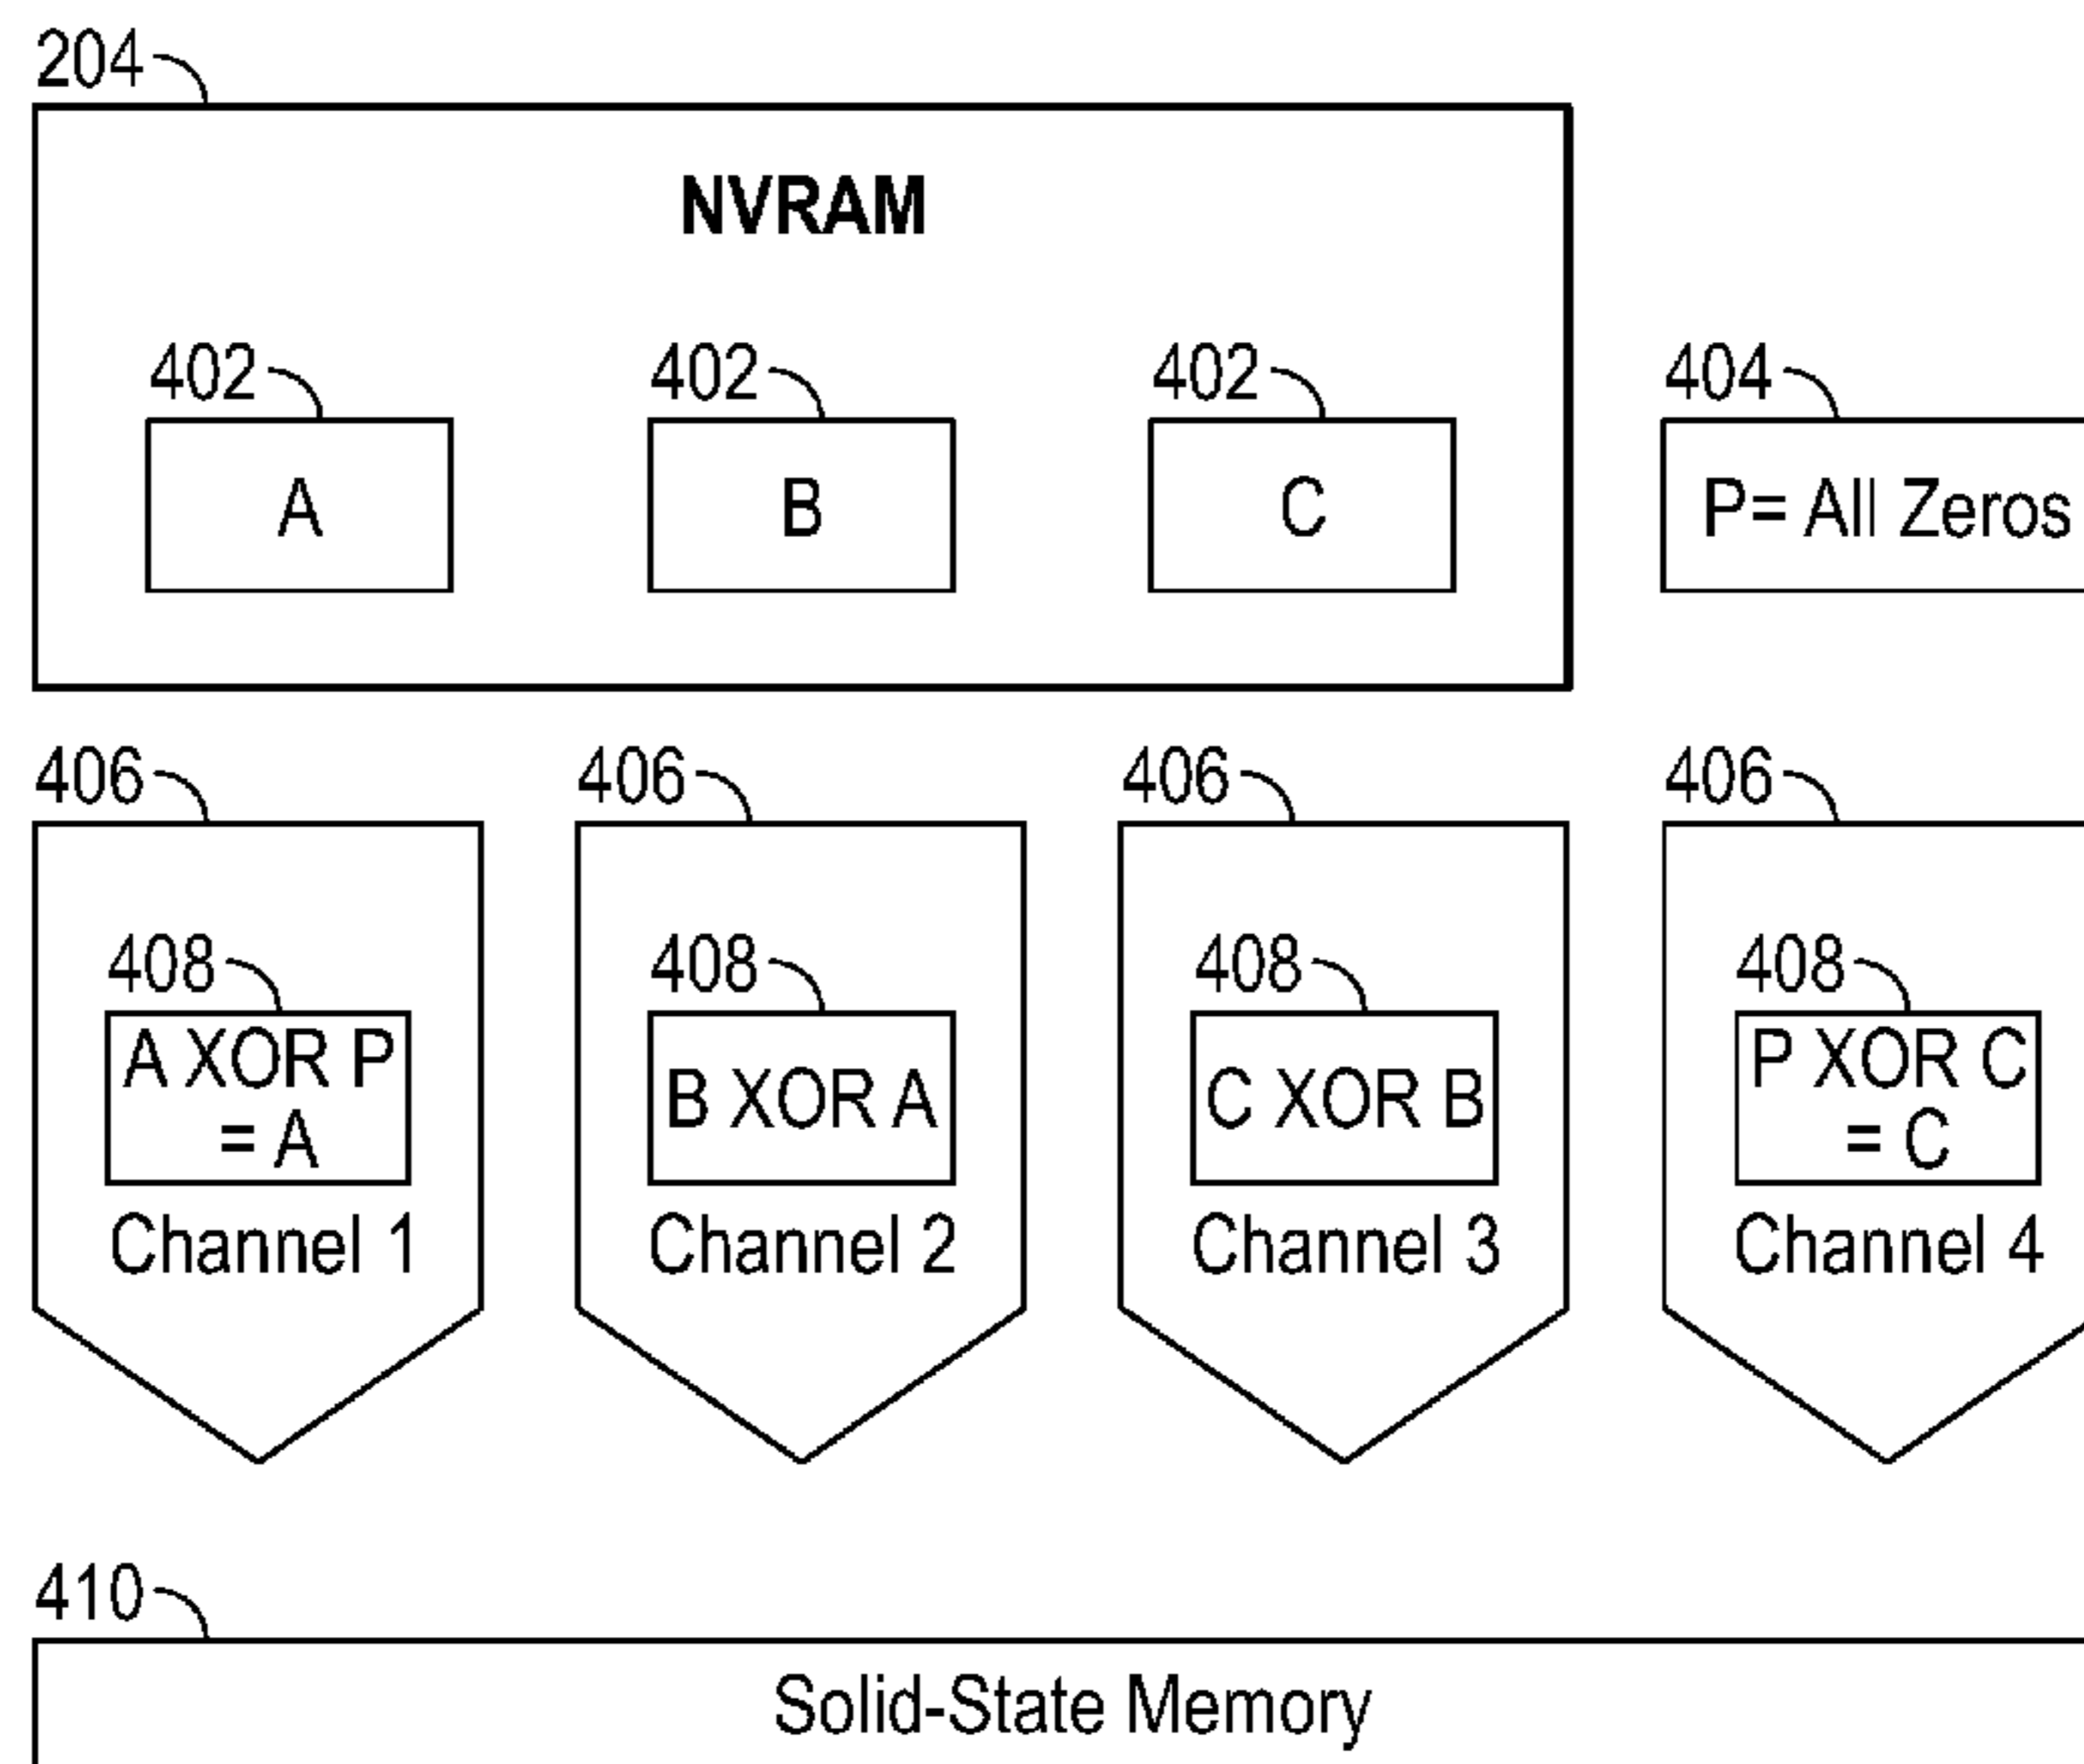 204
NVRAM
402
402
402
404
A
B
C
P= All Zeros
406
406
406
406
408
408
408
408
A XOR P
= A
B XOR A
C XOR B
P XOR C
= C
Channel 1
Channel 2
Channel 3
Channel 4
410
Solid-State Memory